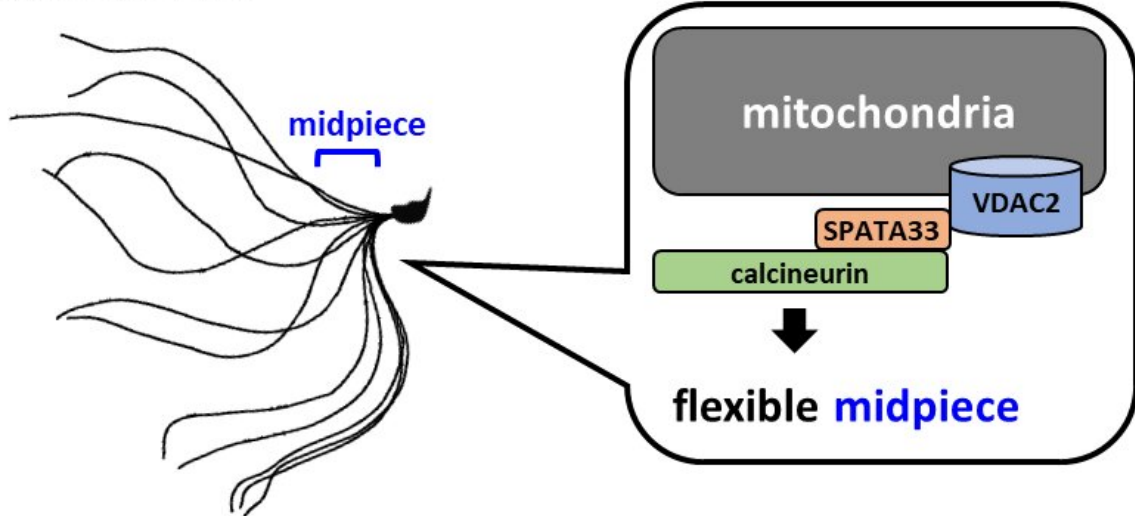 midpiece
mitochondria
VDAC2
SPATA33
calcineurin
flexible midpiece